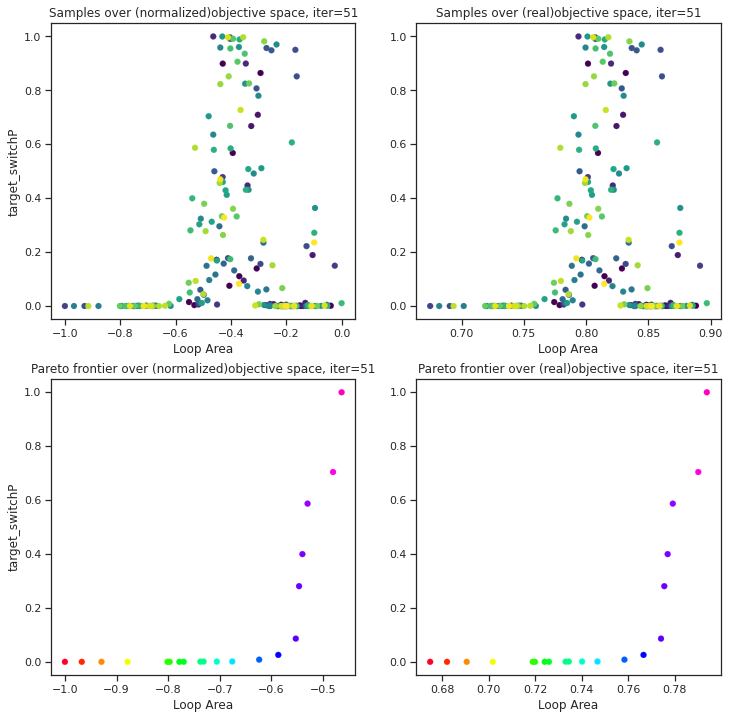 Samples over (normalized)objective space, iter=51
Samples over (real)objective space, iter=51
target_switchP
1.0
0.8
0.6
0.4
0.2
0.0
−1.0 −0.8 −0.6 −0.4 −0.2 0.0
Loop Area
1.0
0.8
0.6
0.4
0.2
0.0
0.70 0.75 0.80 0.85 0.90
Loop Area
Pareto frontier over (normalized)objective space, iter=51
Pareto frontier over (real)objective space, iter=51
target_switchP
1.0
0.8
0.6
0.4
0.2
0.0
−1.0 −0.9 −0.8 −0.7 −0.6 −0.5
Loop Area
1.0
0.8
0.6
0.4
0.2
0.0
0.68 0.70 0.72 0.74 0.76 0.78
Loop Area